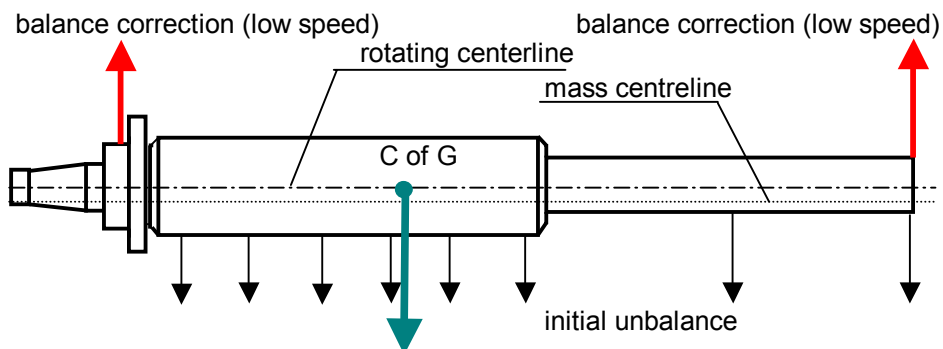 balance correction (low speed)
balance correction (low speed)
rotating centerline
mass centreline
C of G
initial unbalance